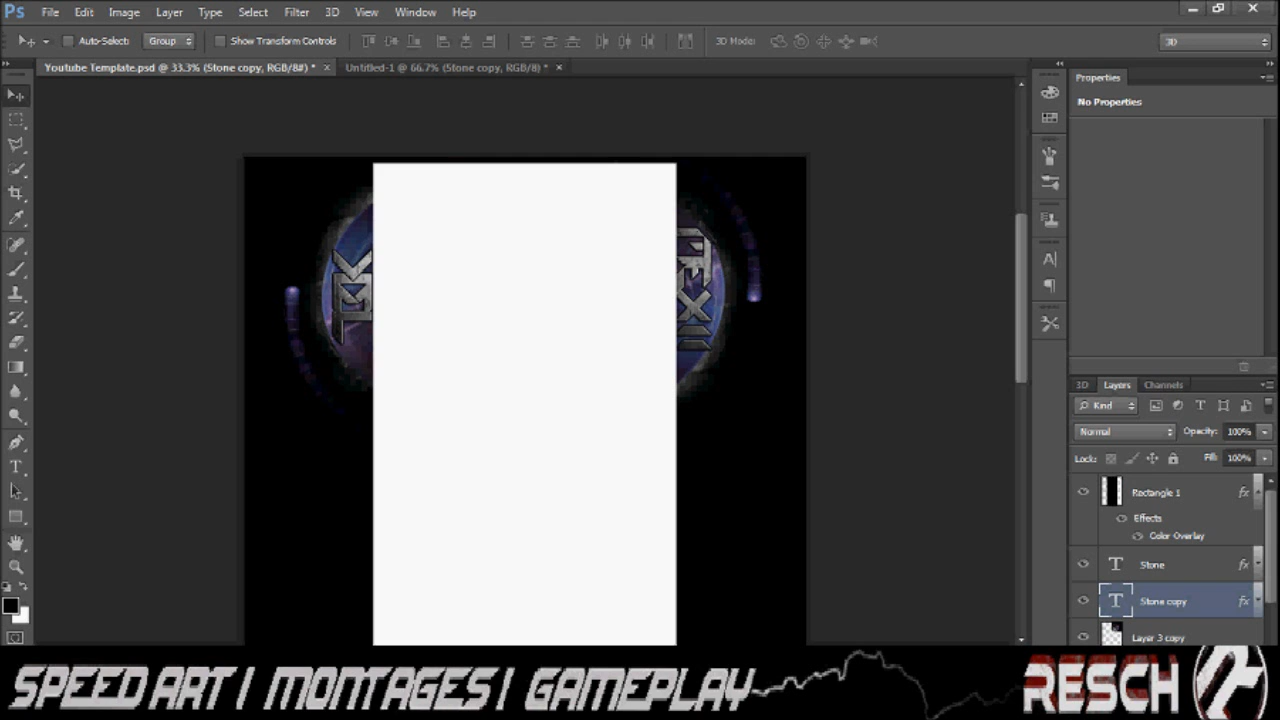 Ps File Edit Image Layer Type Select Filter 3D View Window Help
Auto-Select: Group Show Transform Controls 3D Mode: 3D
Youtube Template.psd @ 33.3% (Stone copy, RGB/8#) * × Untitled-1 @ 66.7% (Stone copy, RGB/8) * ×
Properties
No Properties
3D Layers Channels
Kind
Normal Opacity: 100%
Lock: Fill: 100%
Rectangle 1 fx
Effects
Color Overlay
T Stone fx
T Stone copy fx
Layer 3 copy
SPEED ART | MONTAGES | GAMEPLAY
RESCH